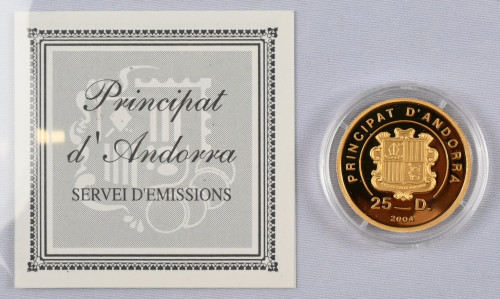 Principat
d'Andorra
SERVEI D'EMISSIONS
PRINCIPAT D'ANDORRA
25 D.
2004